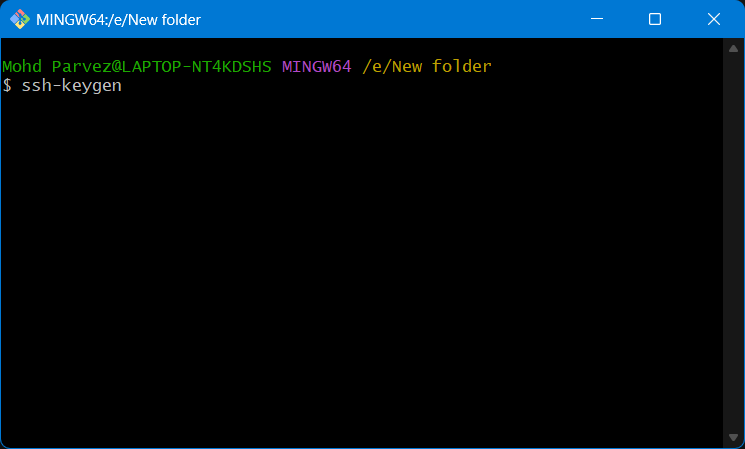 MINGW64:/e/New folder
Mohd Parvez@LAPTOP-NT4KDSHS MINGW64 /e/New folder
$ ssh-keygen